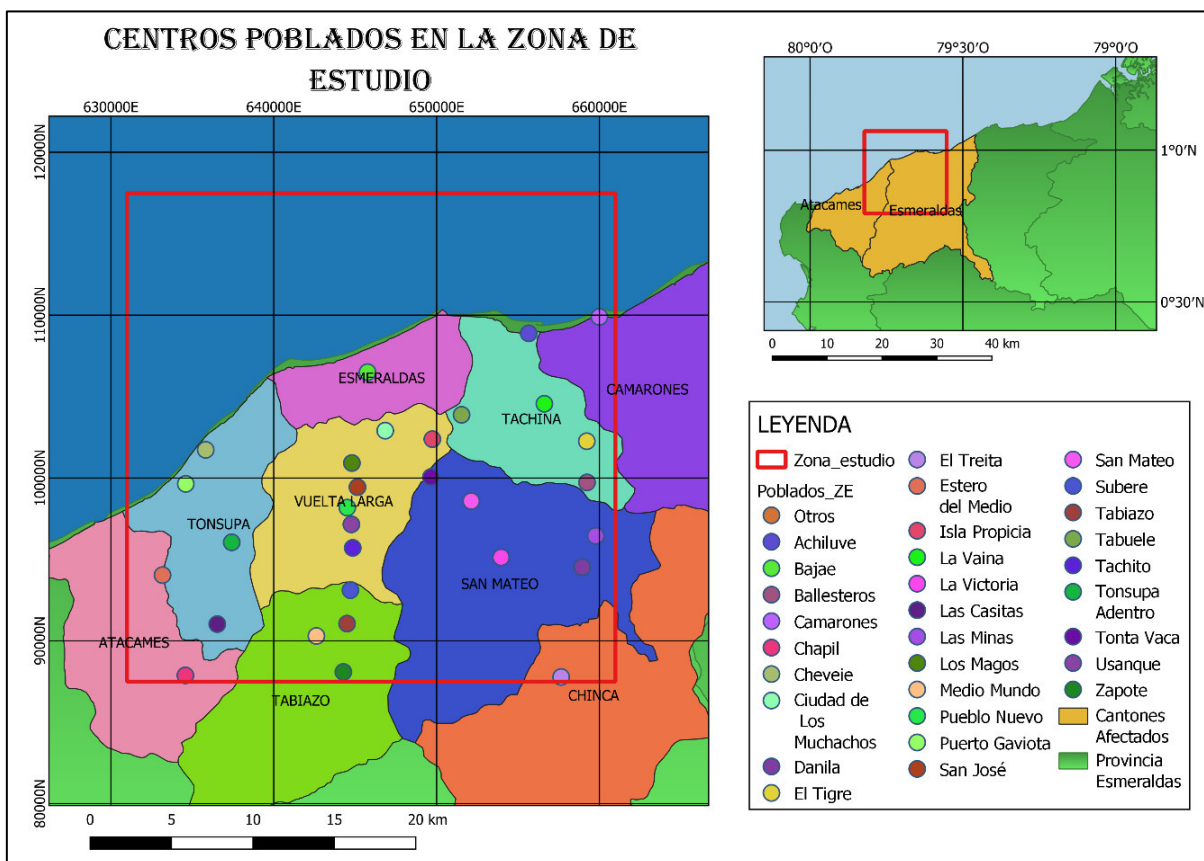 CENTROS POBLADOS EN LA ZONA DE
ESTUDIO
630000E
640000E
650000E
660000E
120000N
110000N
100000N
90000N
80000N
ESMERALDAS
CAMARONES
TACHINA
VUELTA LARGA
TONSUPA
SAN MATEO
ATACAMES
TABIAZO
CHINCA
0
5
10
15
20 km
80°0'0
79°30'0
79°0'0
1°0'N
0°30'N
Atacames
Esmeraldas
0
10
20
30
40 km
LEYENDA
Zona_estudio
Poblados_ZE
Otros
Achiluve
Bajae
Ballesteros
Camarones
Chapil
Cheveie
Ciudad de
Los
Muchachos
Danila
El Tigre
El Treita
Estero
del Medio
Isla Propicia
La Vaina
La Victoria
Las Casitas
Las Minas
Los Magos
Medio Mundo
Pueblo Nuevo
Puerto Gaviota
San José
San Mateo
Subere
Tabiazo
Tabuele
Tachito
Tonsupa
Adentro
Tonta Vaca
Usanque
Zapote
Cantones
Afectados
Provincia
Esmeraldas